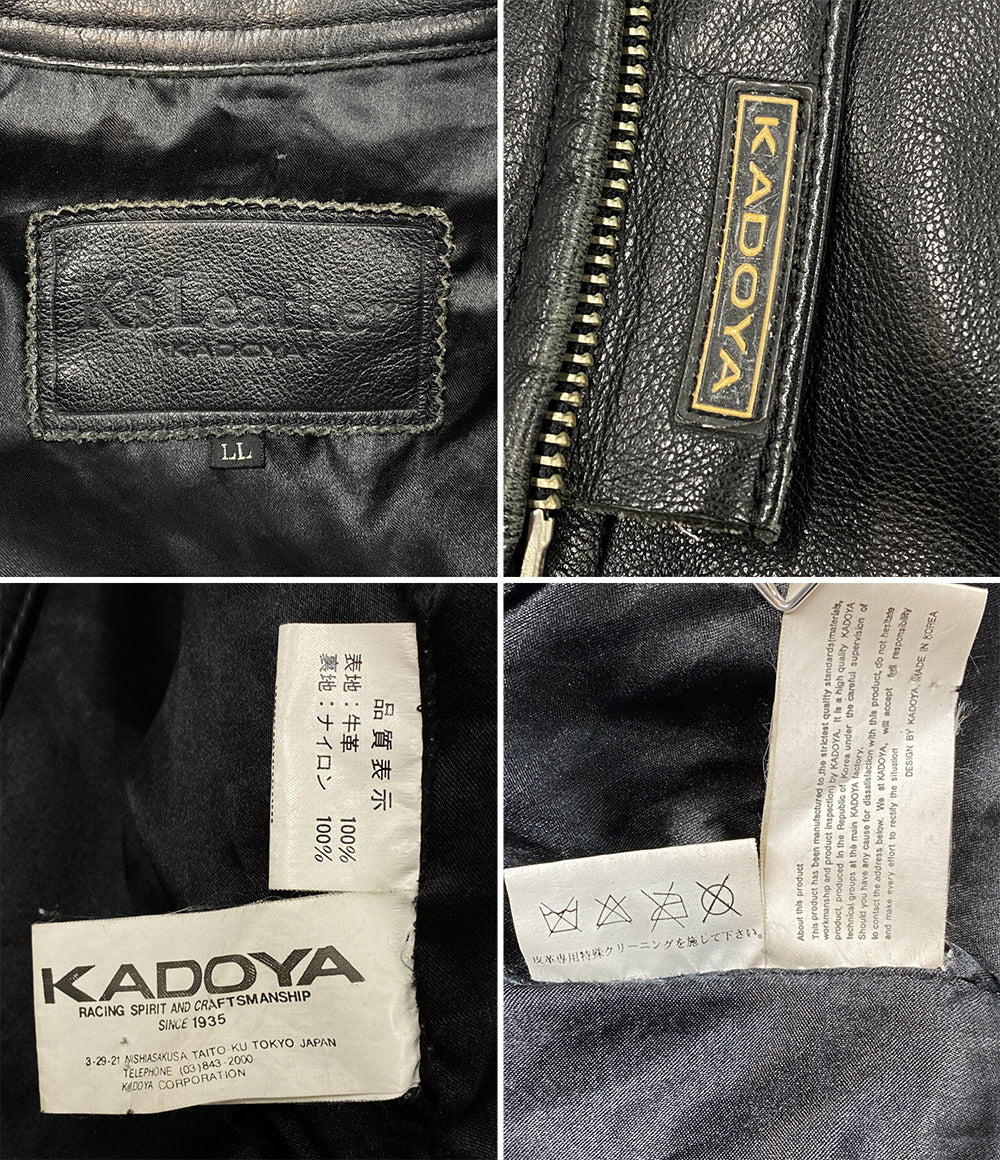 K's Leather
KADOYA
LL
KADOYA
品質表示
表地:牛革 100%
裏地:ナイロン 100%
KADOYA
RACING SPIRIT AND CRAFTSMANSHIP
SINCE 1935
3-29-21 NISHIASAKUSA TAITO-KU TOKYO JAPAN
TELEPHONE (03)843-2000
KADOYA CORPORATION
About this product
This product has been manufactured to the strictest quality standards(materials,
workmanship and product inspection) by KADOYA. It is a high quality KADOYA
product, produced in the Republic of Korea under the careful supervision of
technical groups at the main KADOYA factory.
Should you have any cause for dissatisfaction with this product, do not hesitate
to contact the address below. We at KADOYA, will accept full responsibility
and make every effort to rectify the situation.
DESIGN BY KADOYA, MADE IN KOREA
皮革専用特殊クリーニングを施して下さい。